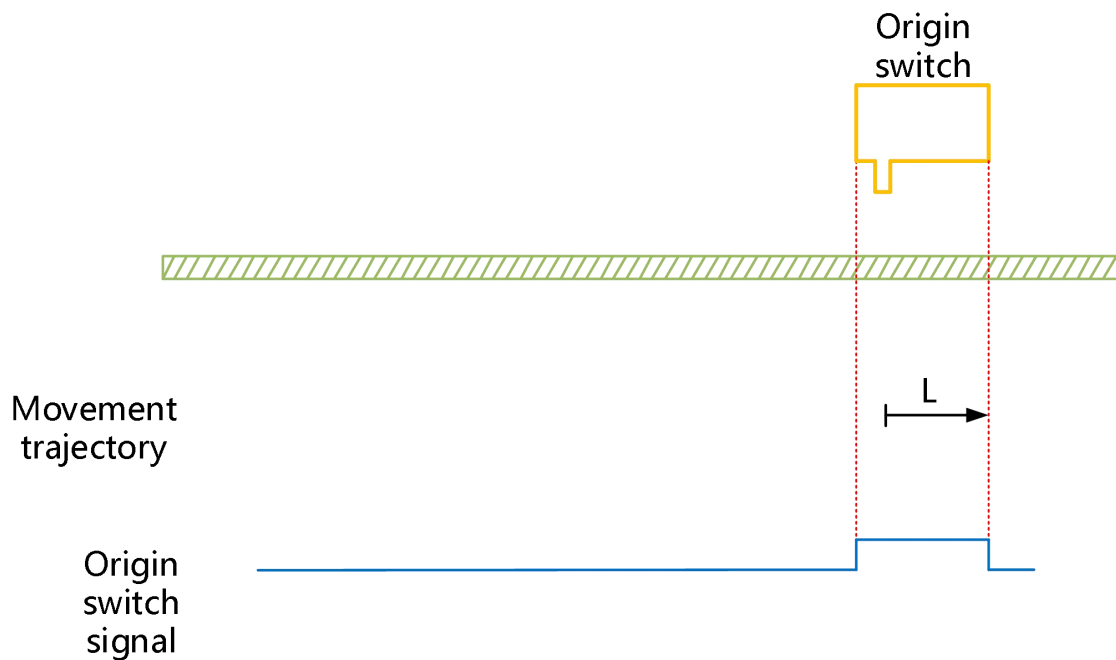 Origin
switch
L
Movement
trajectory
Origin
switch
signal